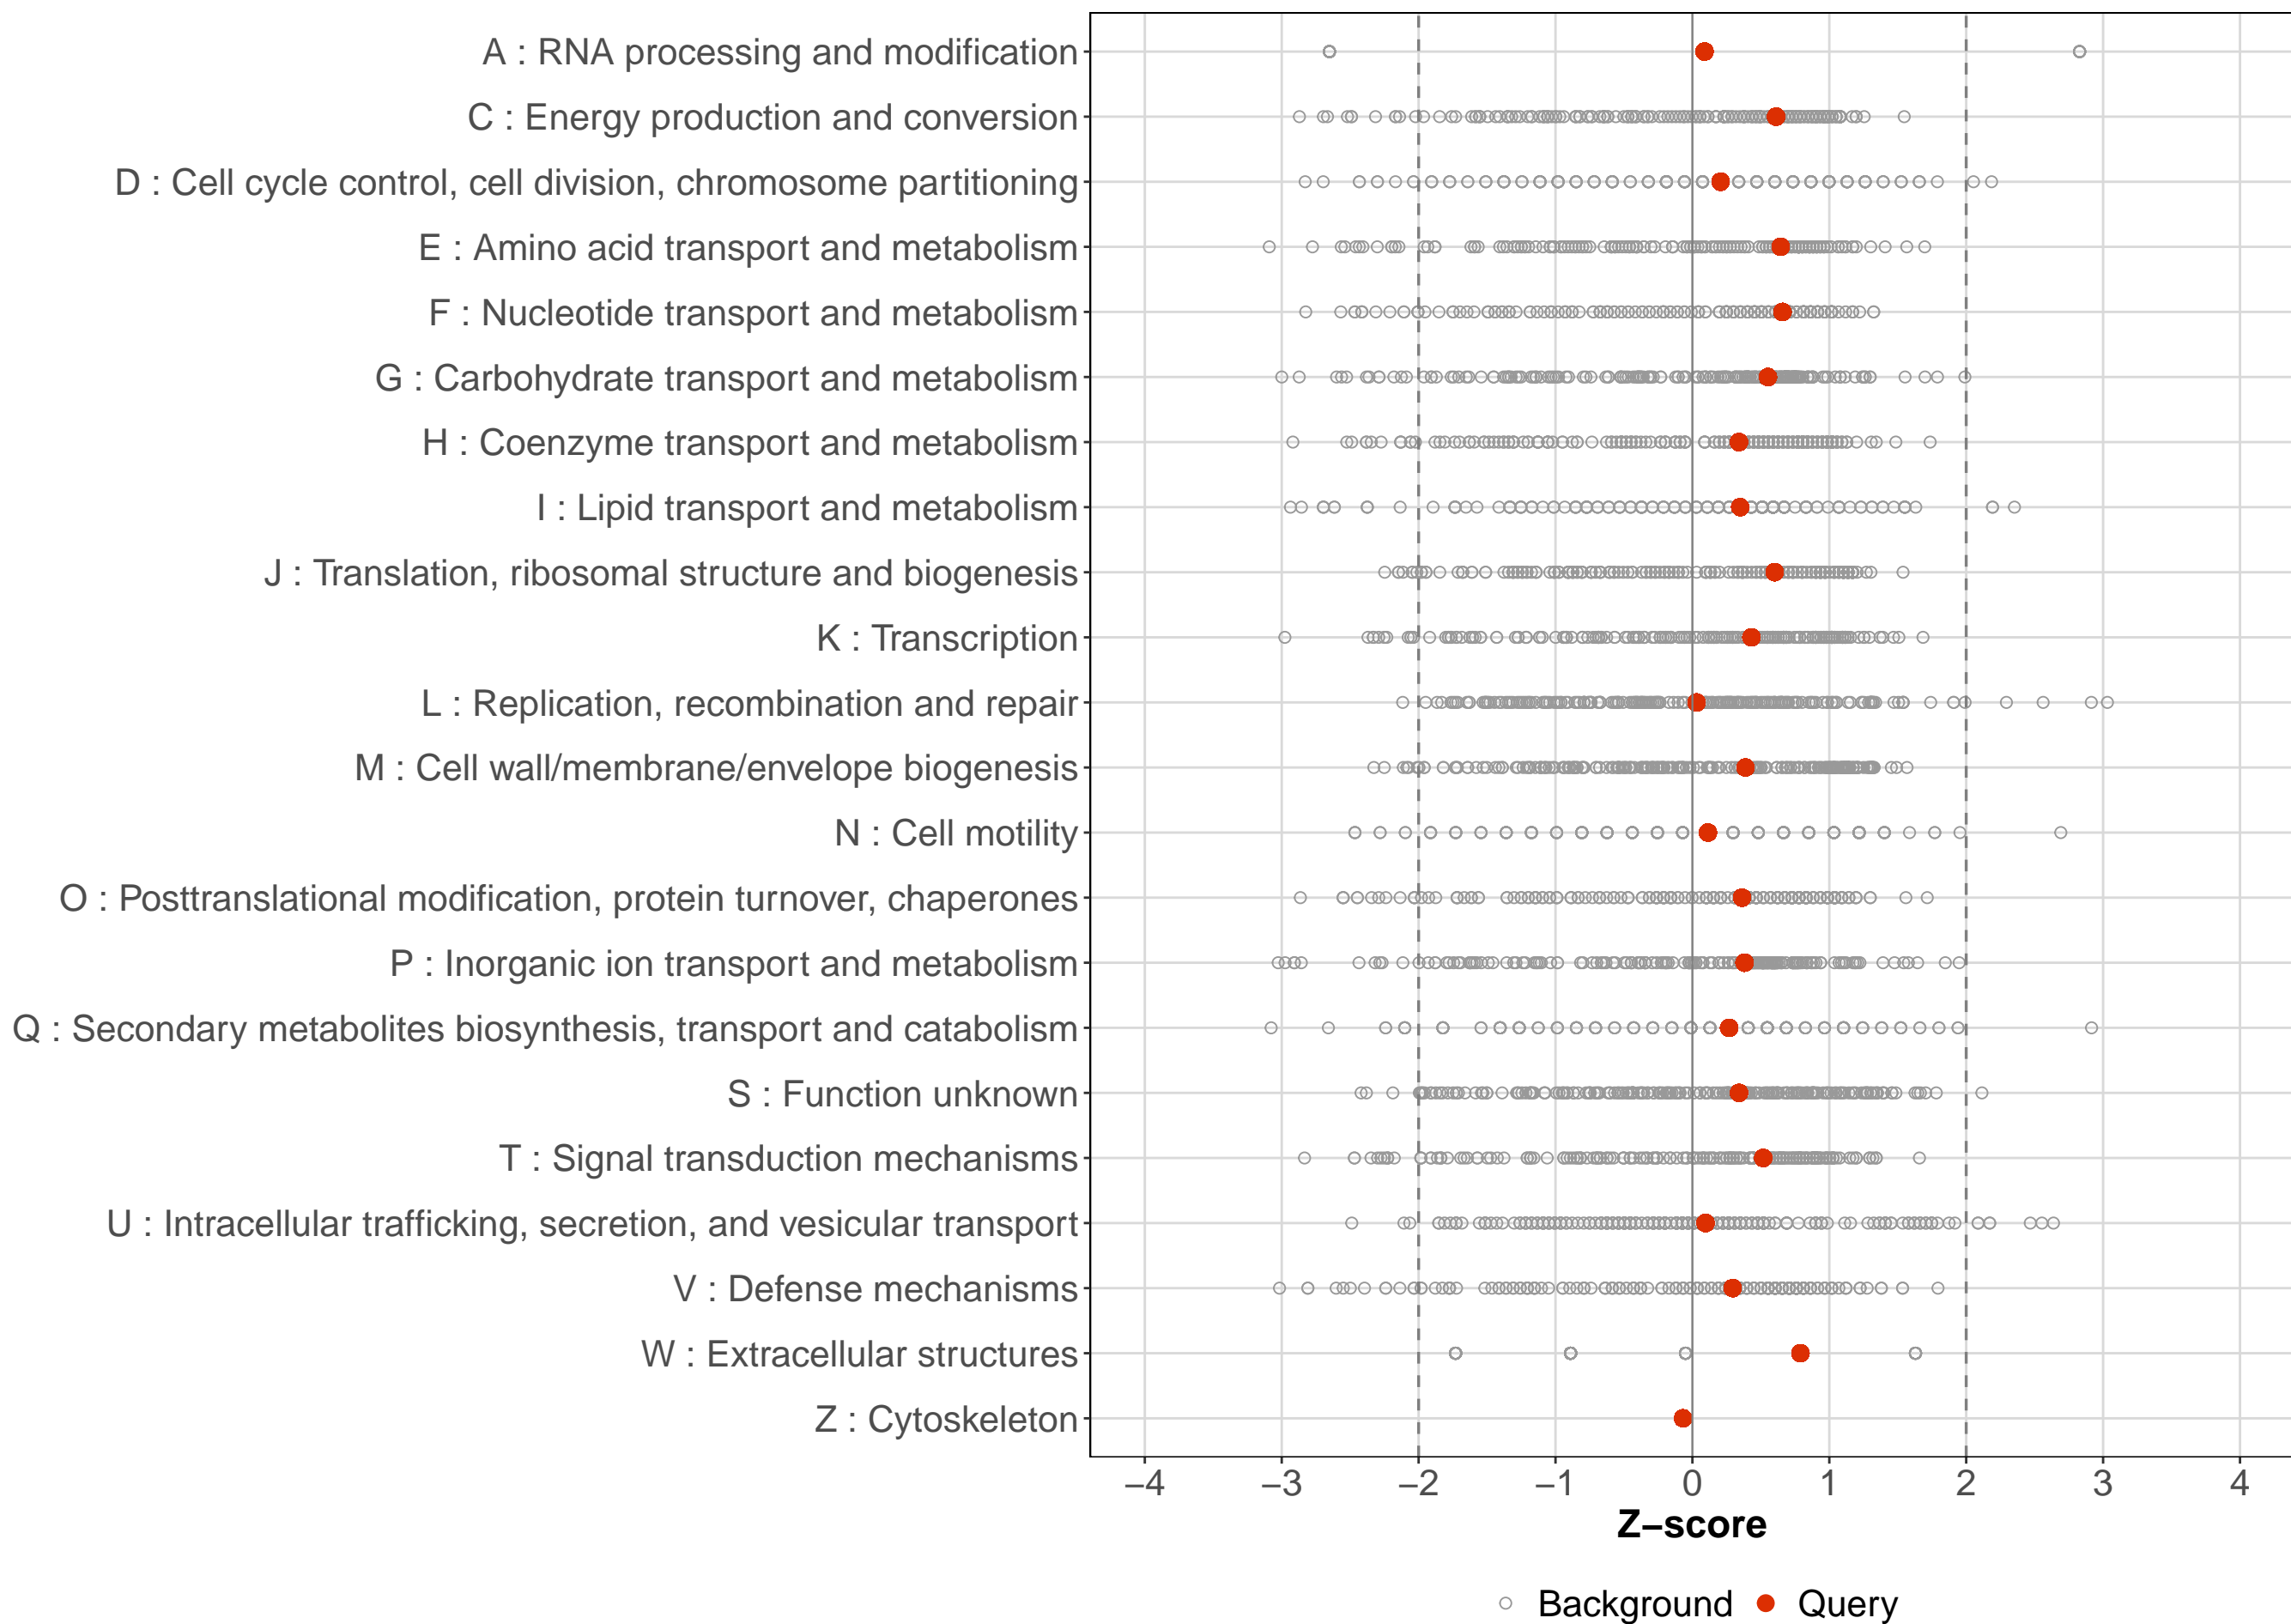 A : RNA processing and modification
C : Energy production and conversion
D : Cell cycle control, cell division, chromosome partitioning
E : Amino acid transport and metabolism
F : Nucleotide transport and metabolism
G : Carbohydrate transport and metabolism
H : Coenzyme transport and metabolism
I : Lipid transport and metabolism
J : Translation, ribosomal structure and biogenesis
K : Transcription
L : Replication, recombination and repair
M : Cell wall/membrane/envelope biogenesis
N : Cell motility
O : Posttranslational modification, protein turnover, chaperones
P : Inorganic ion transport and metabolism
Q : Secondary metabolites biosynthesis, transport and catabolism
S : Function unknown
T : Signal transduction mechanisms
U : Intracellular trafficking, secretion, and vesicular transport
V : Defense mechanisms
W : Extracellular structures
Z : Cytoskeleton
−4 −3 −2 −1 0 1 2 3 4
Z−score
Background Query